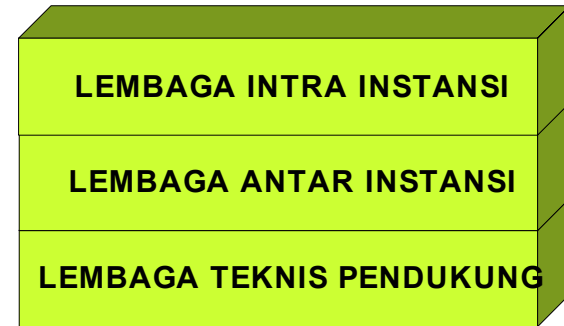 LEMBAGA INTRA INSTANSI
LEMBAGA ANTAR INSTANSI
LEMBAGA TEKNIS PENDUKUNG